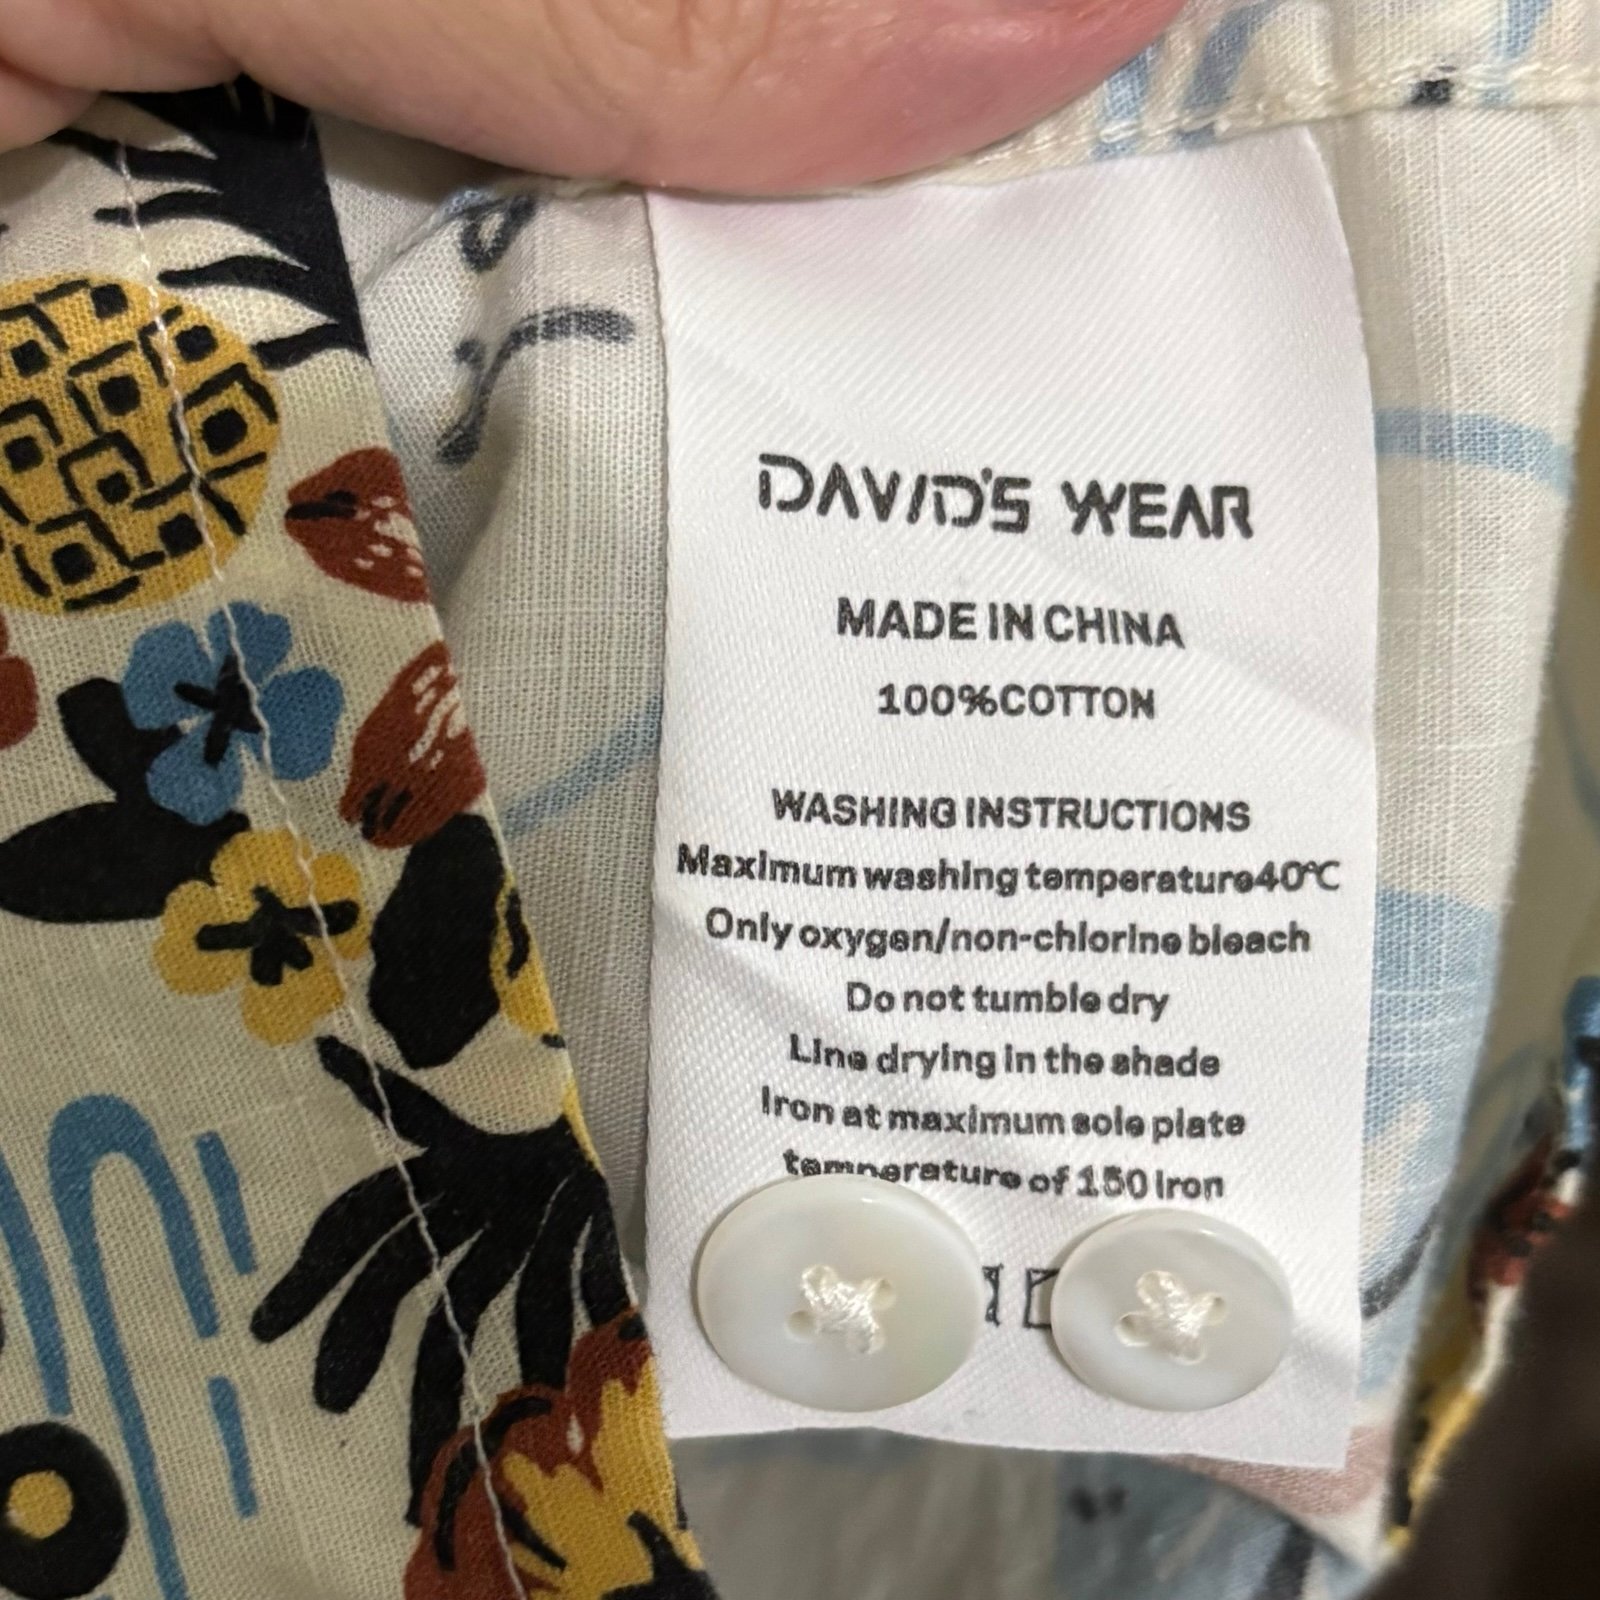 DAVID'S WEAR
MADE IN CHINA
100%COTTON
WASHING INSTRUCTIONS
Maximum washing temperature40°C
Only oxygen/non-chlorine bleach
Do not tumble dry
Line drying in the shade
Iron at maximum sole plate
temperature of 150 Iron